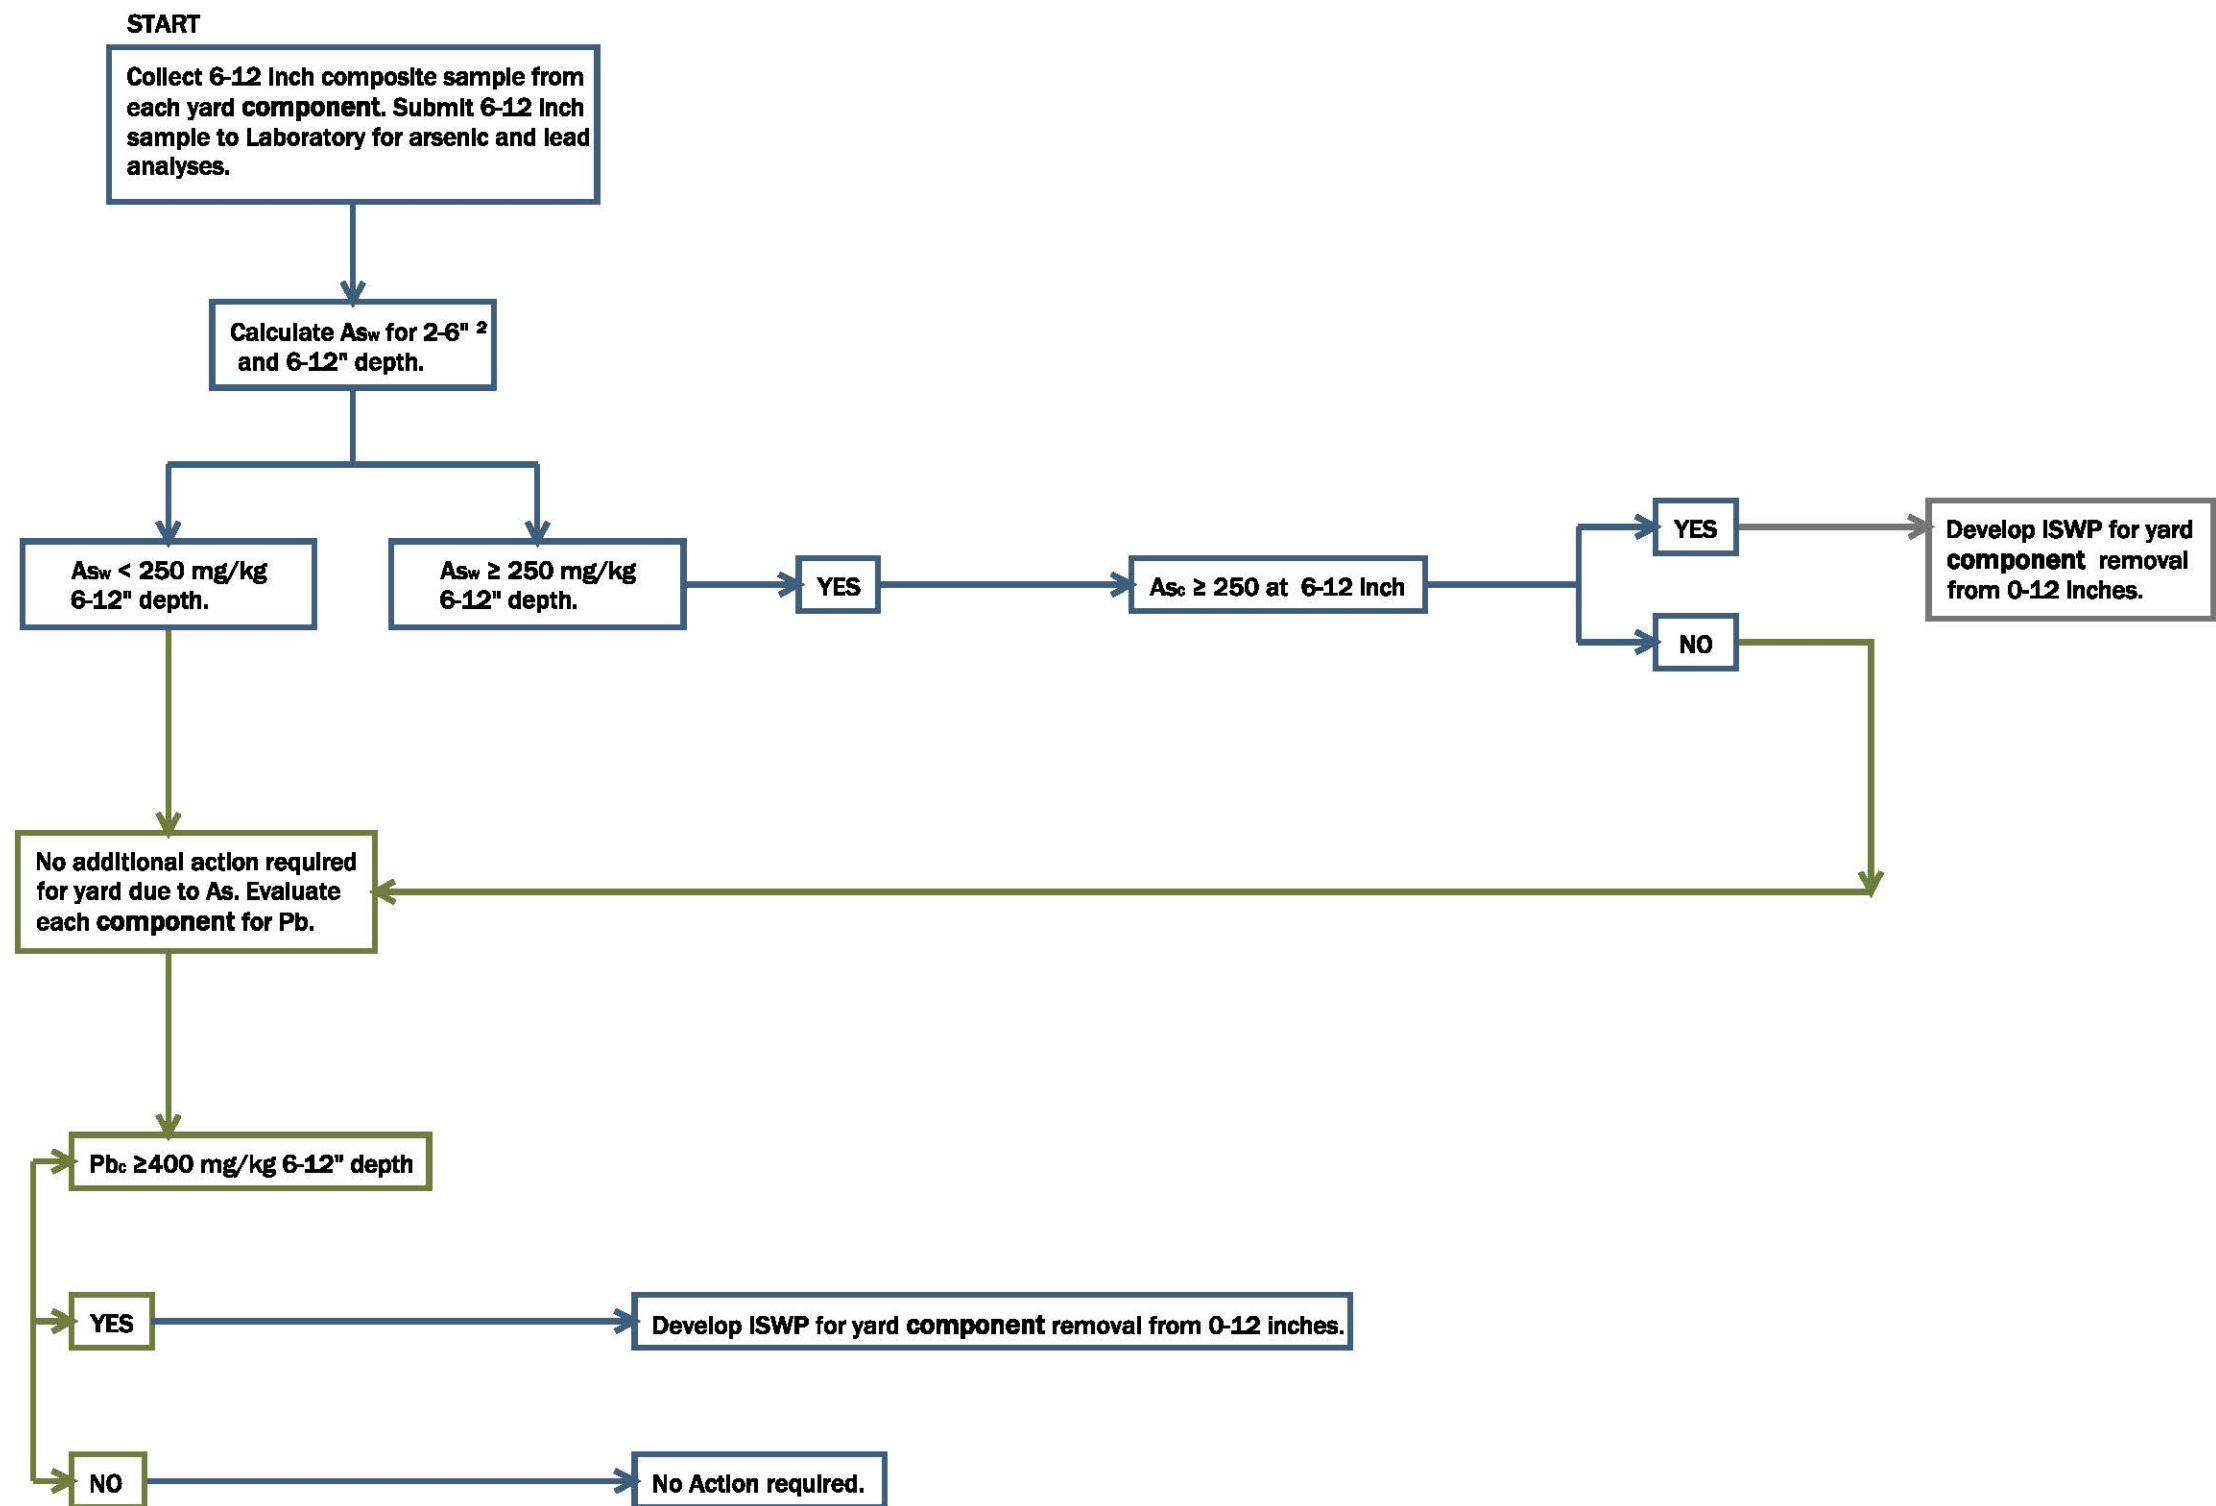 START
Collect 6-12 inch composite sample from
each yard component. Submit 6-12 inch
sample to Laboratory for arsenic and lead
analyses.
Calculate Asw for 2-6" ²
and 6-12" depth.
Asw < 250 mg/kg
6-12" depth.
Asw ≥ 250 mg/kg
6-12" depth.
YES
Asc ≥ 250 at 6-12 inch
YES
Develop ISWP for yard
component removal
from 0-12 inches.
NO
No additional action required
for yard due to As. Evaluate
each component for Pb.
Pbc ≥400 mg/kg 6-12" depth
YES
Develop ISWP for yard component removal from 0-12 inches.
NO
No Action required.